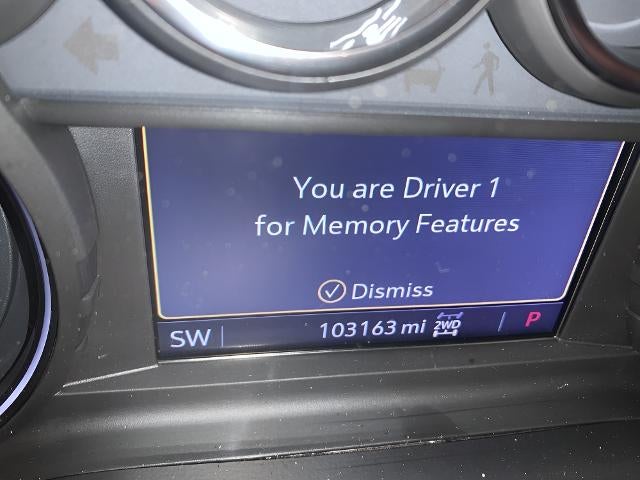 You are Driver 1
for Memory Features
Dismiss
SW 103163 mi 2WD P